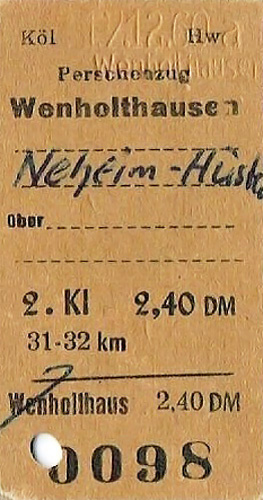 Köl Hw
Personenzug
Wenholthausen
Neheim-Hüst
über
2. Kl 2,40 DM
31-32 km
Wenholthaus 2,40 DM
0098